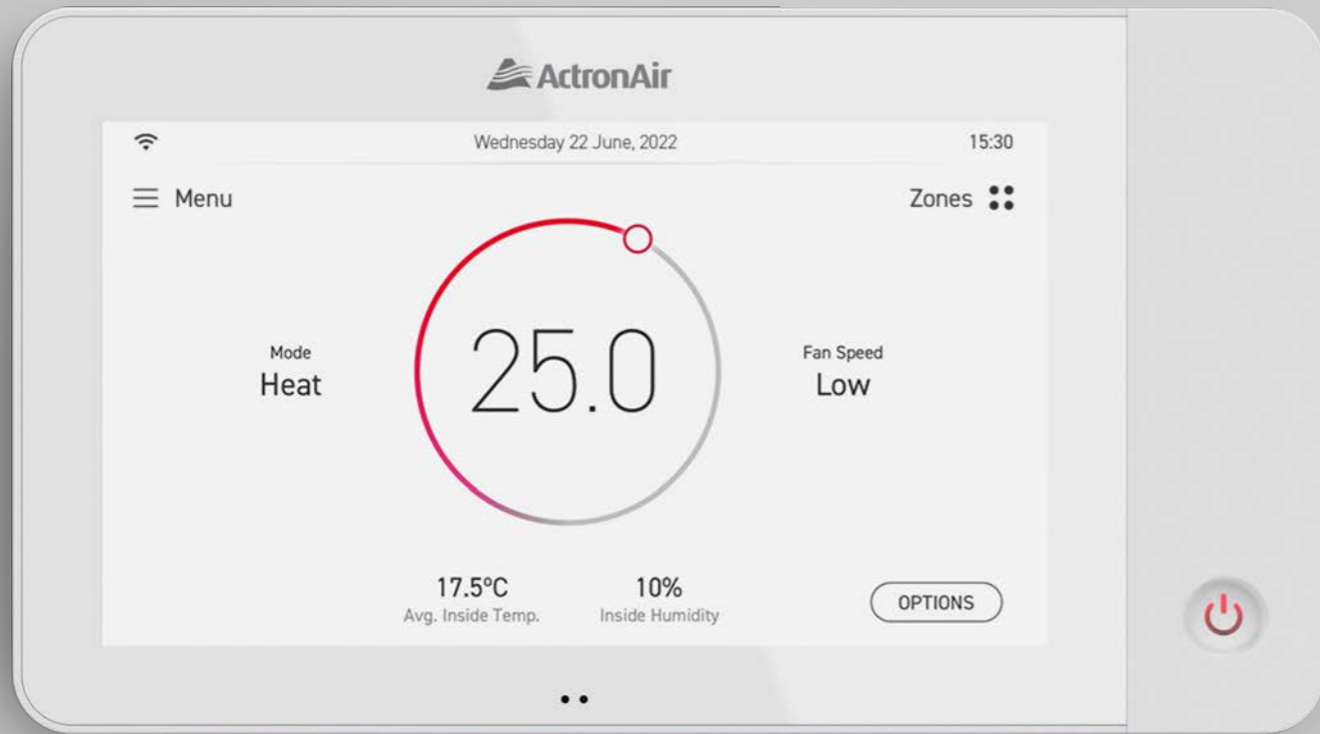 ActronAir
Wednesday 22 June, 2022
15:30
Menu
Zones
Mode
Heat
25.0
Fan Speed
Low
17.5ºC
Avg. Inside Temp.
10%
Inside Humidity
OPTIONS